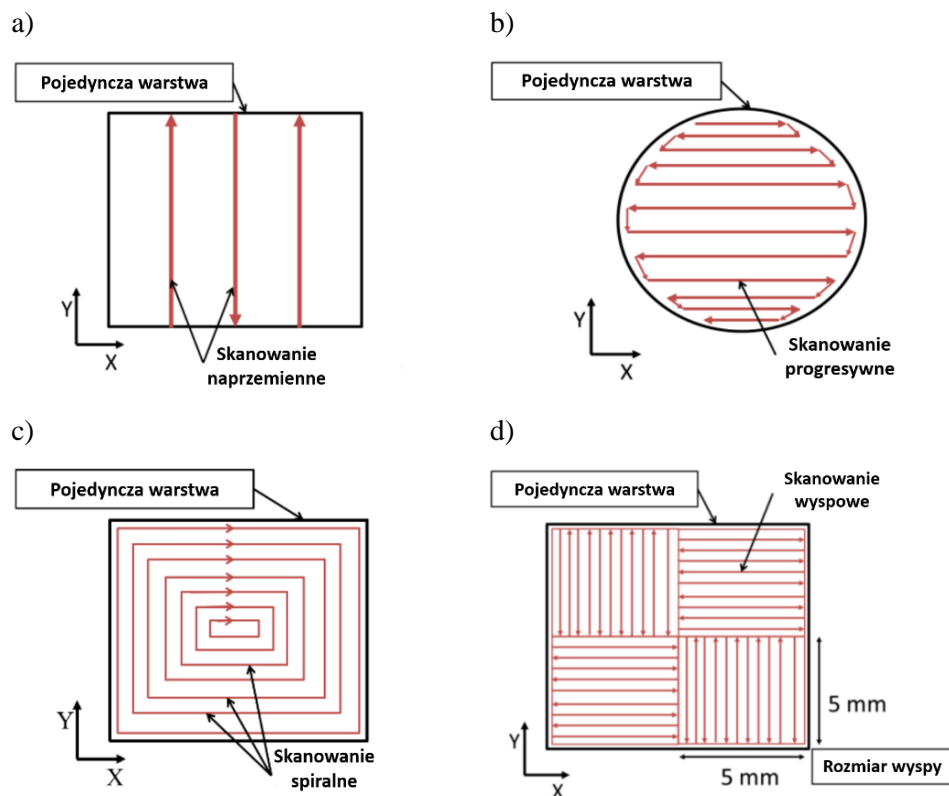 a)
Pojedyncza warstwa
Y
X
Skanowanie
naprzemienne
b)
Pojedyncza warstwa
Y
X
Skanowanie
progresywne
c)
Pojedyncza warstwa
Y
X
Skanowanie
spiralne
d)
Pojedyncza warstwa
Skanowanie
wyspowe
5 mm
Y
X
5 mm
Rozmiar wyspy